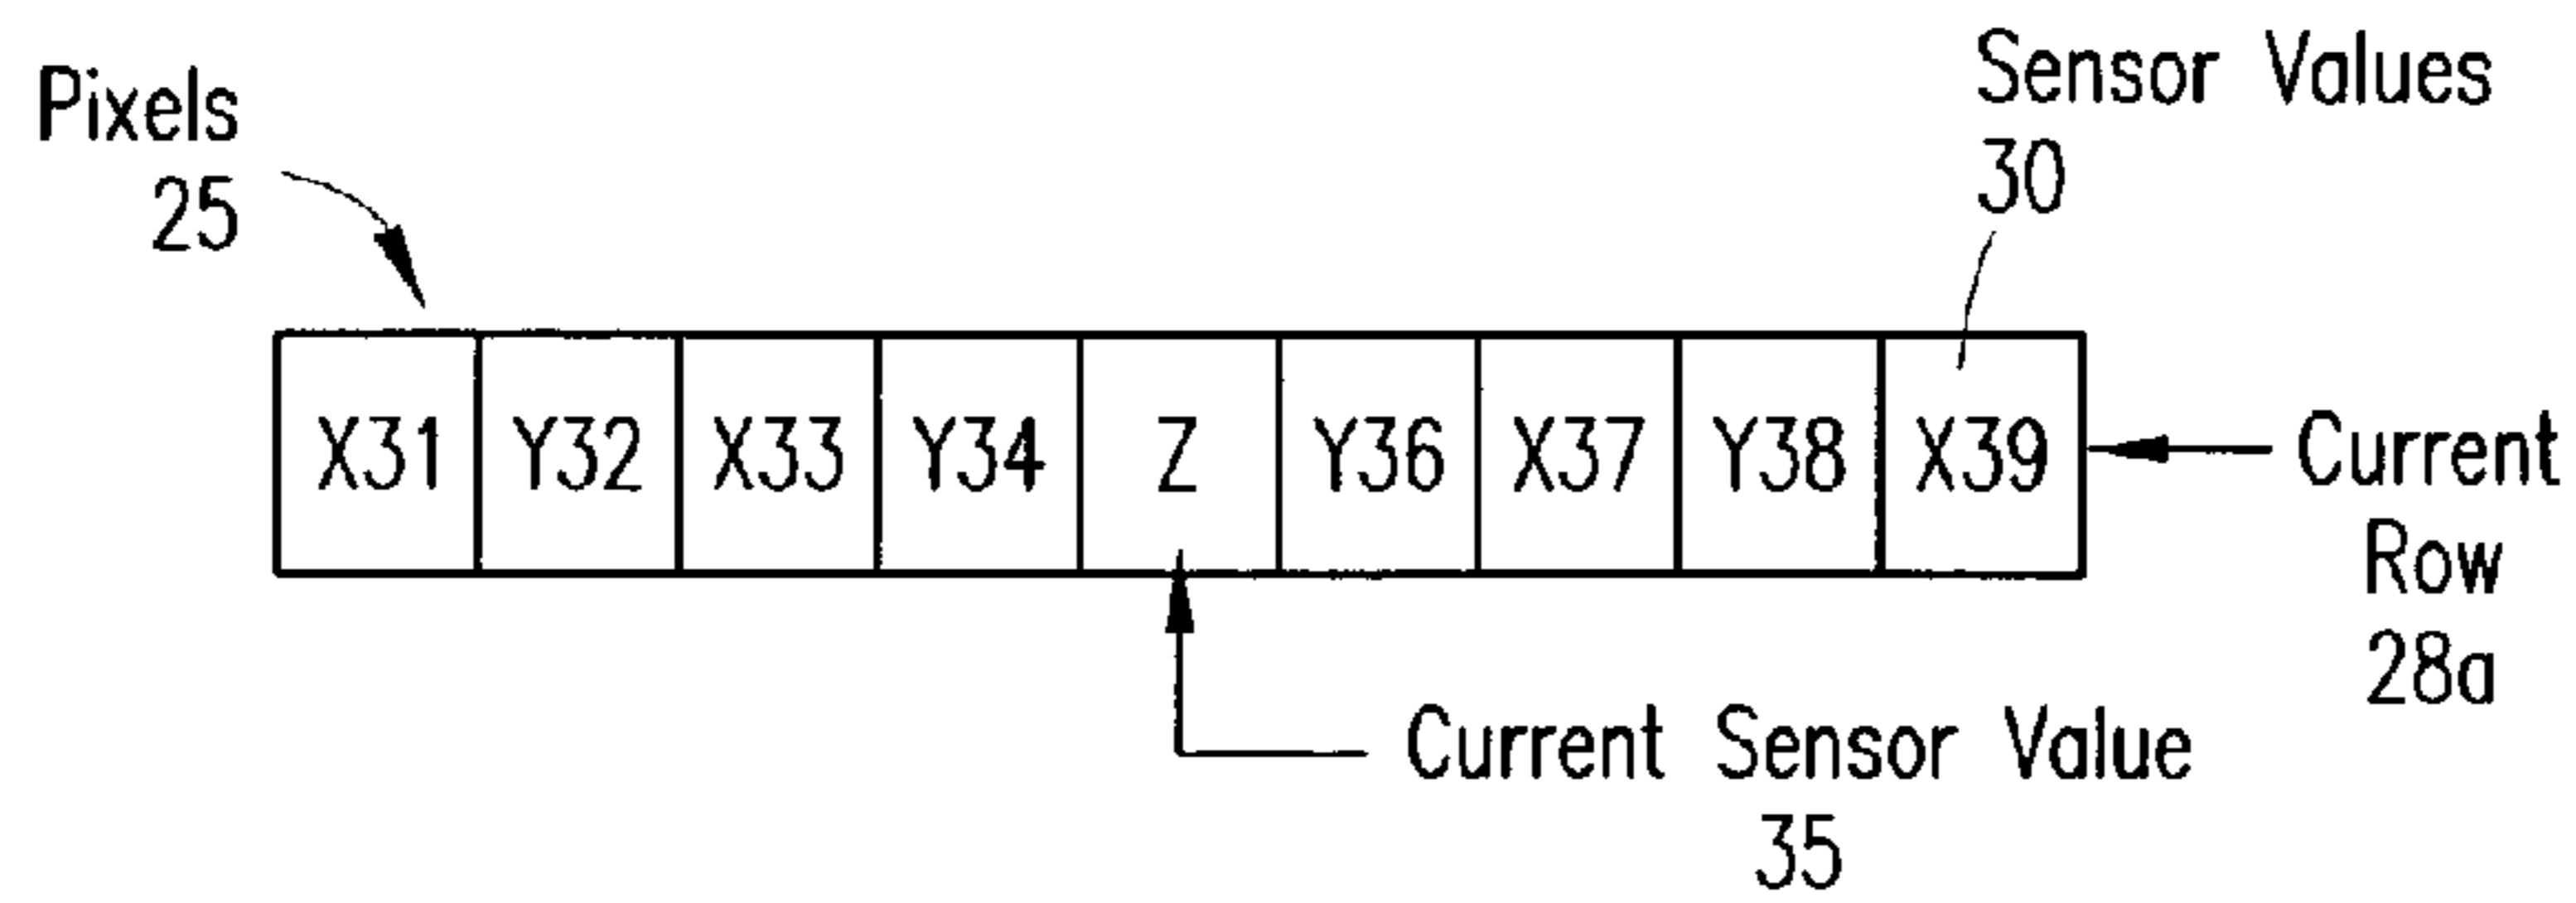 Pixels
25
Sensor Values
30
X31 Y32 X33 Y34 Z Y36 X37 Y38 X39
Current
Row
28a
Current Sensor Value
35